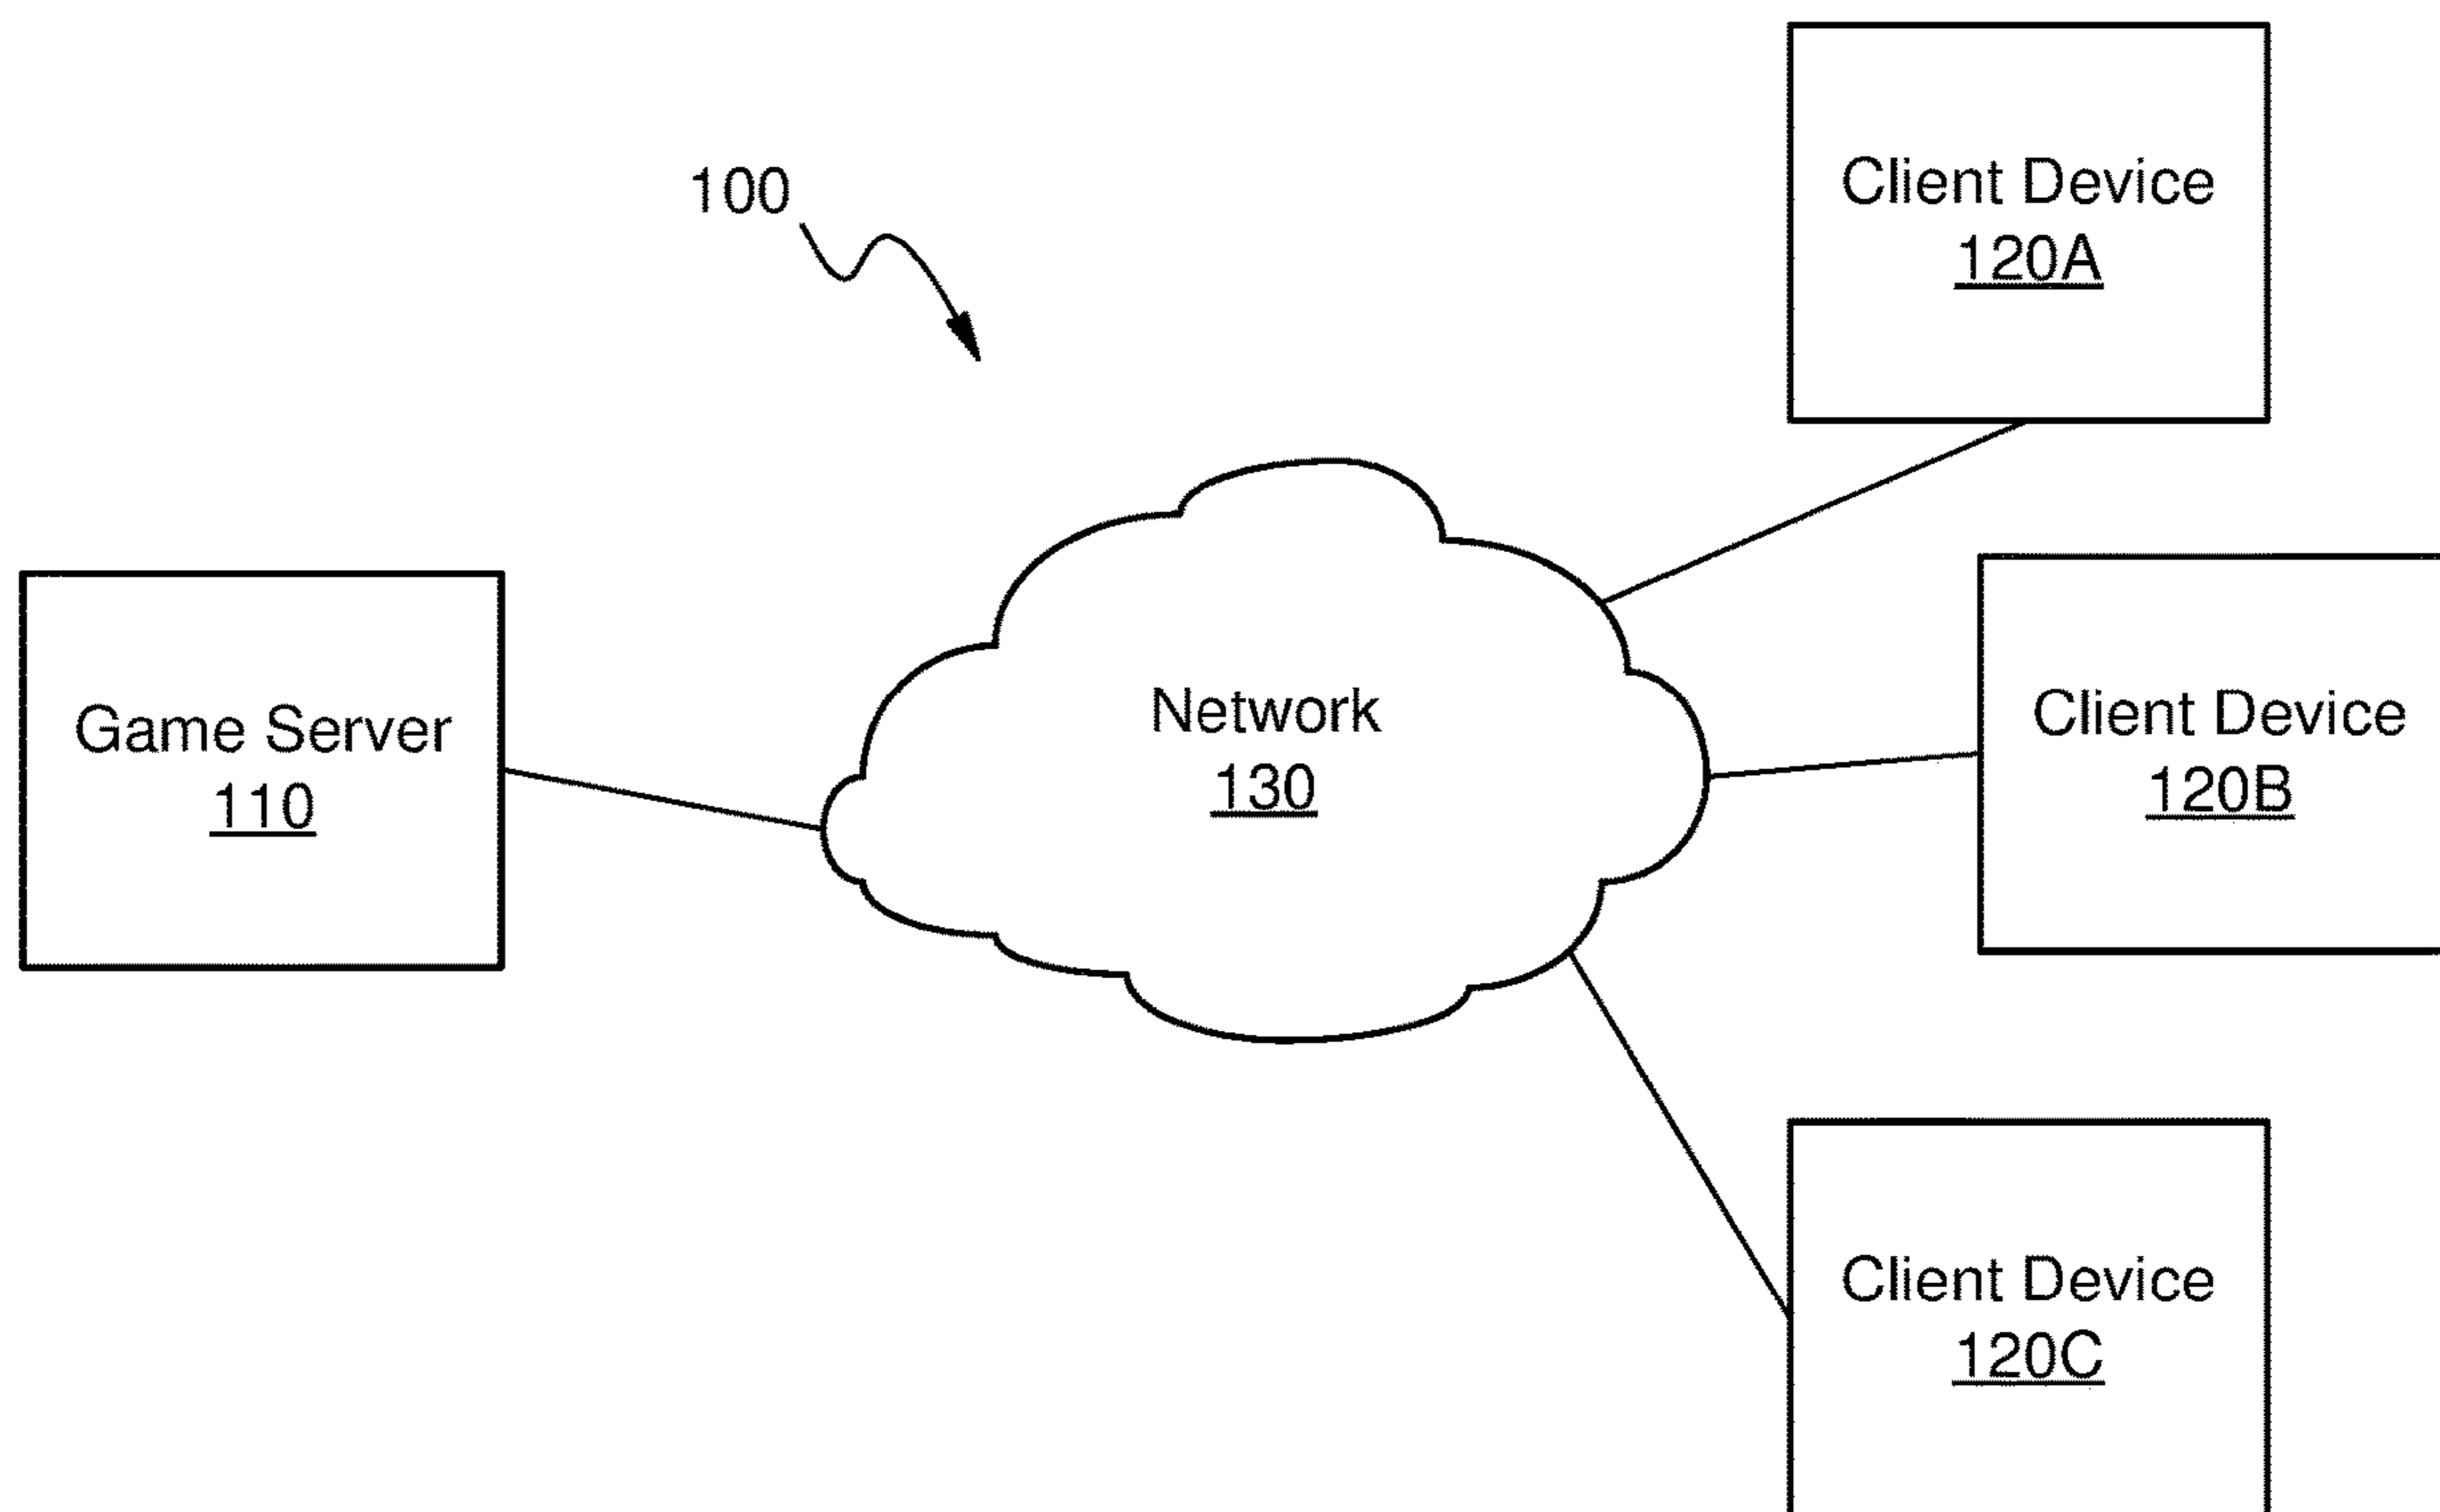 100
Client Device
120A
Game Server
110
Network
130
Client Device
120B
Client Device
120C